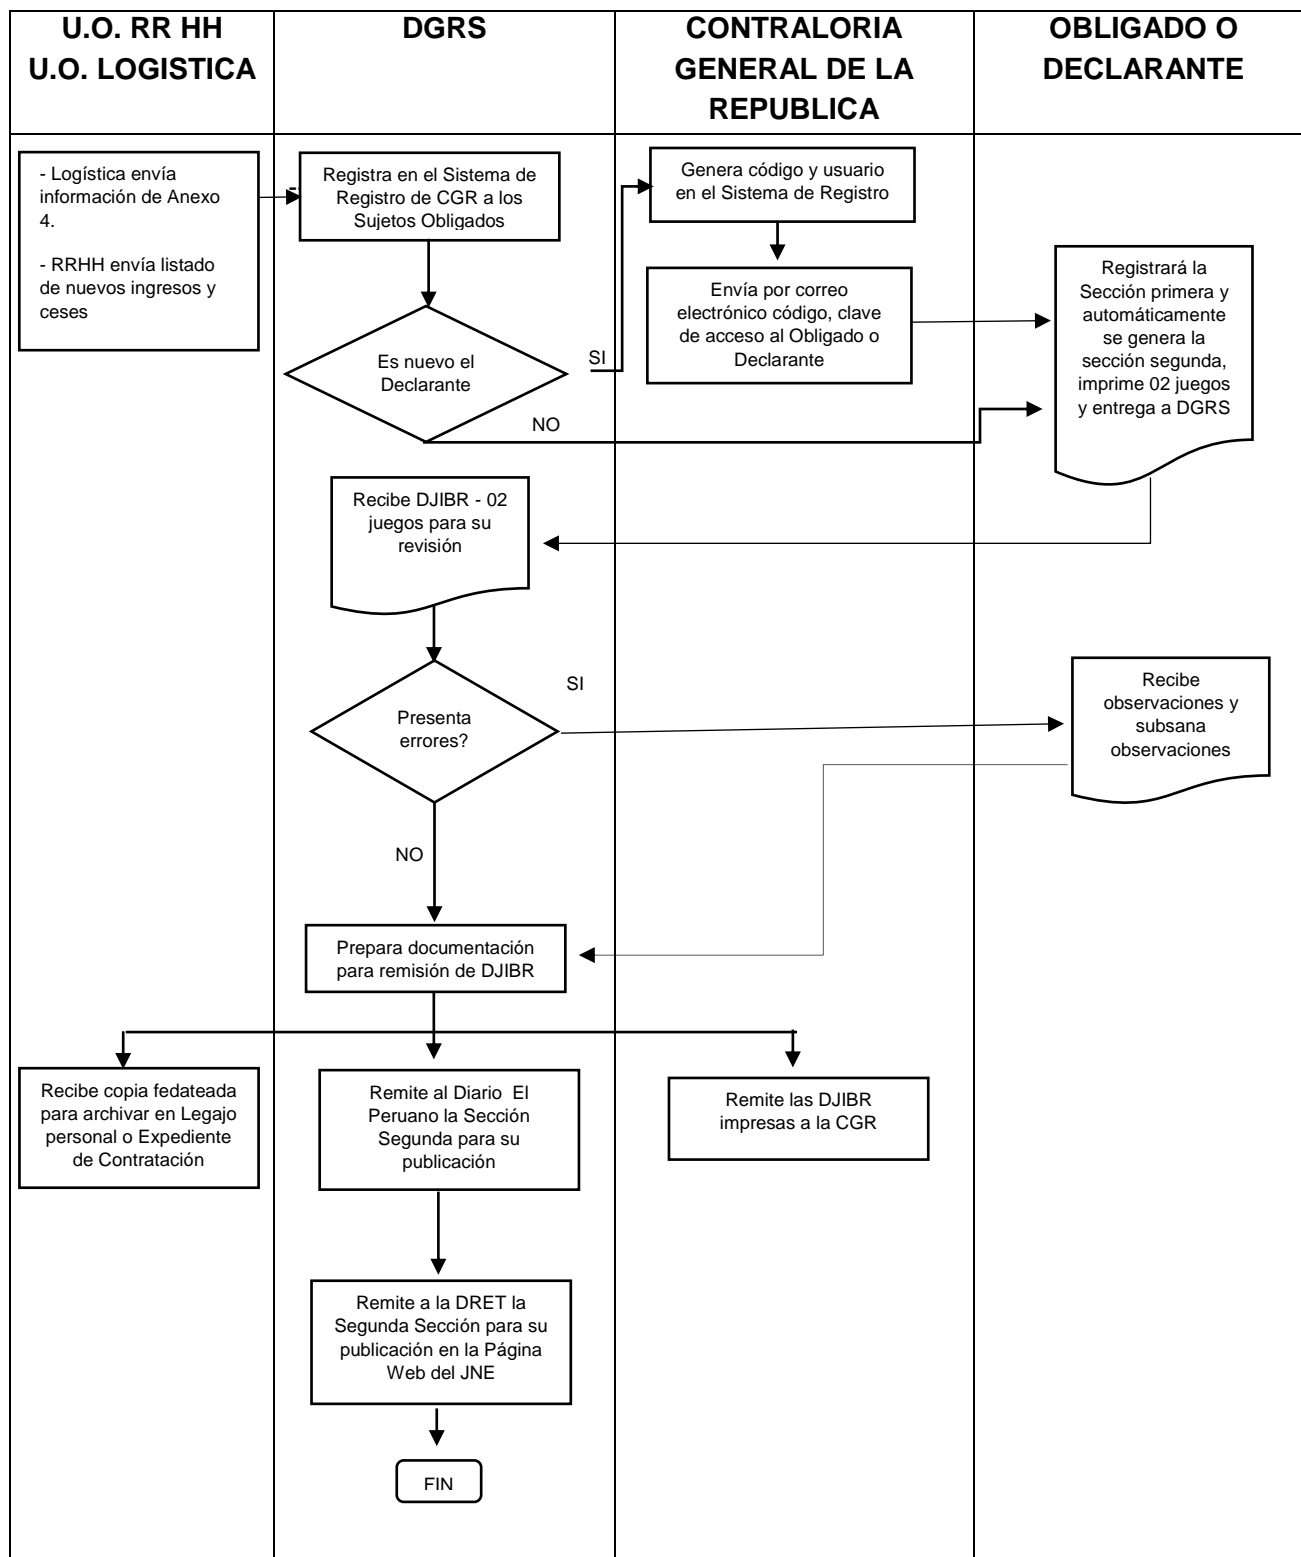 U.O. RR HH
U.O. LOGISTICA
DGRS
CONTRALORIA
GENERAL DE LA
REPUBLICA
OBLIGADO O
DECLARANTE
- Logística envía
información de Anexo
4.
- RRHH envía listado
de nuevos ingresos y
ceses
Registra en el Sistema de
Registro de CGR a los
Sujetos Obligados
Genera código y usuario
en el Sistema de Registro
Envía por correo
electrónico código, clave
de acceso al Obligado o
Declarante
Registrará la
Sección primera y
automáticamente
se genera la
sección segunda,
imprime 02 juegos
y entrega a DGRS
Es nuevo el
Declarante
SI
NO
Recibe DJIBR - 02
juegos para su
revisión
Presenta
errores?
SI
Recibe
observaciones y
subsana
observaciones
NO
Prepara documentación
para remisión de DJIBR
Recibe copia fedateada
para archivar en Legajo
personal o Expediente
de Contratación
Remite al Diario El
Peruano la Sección
Segunda para su
publicación
Remite las DJIBR
impresas a la CGR
Remite a la DRET la
Segunda Sección para su
publicación en la Página
Web del JNE
FIN